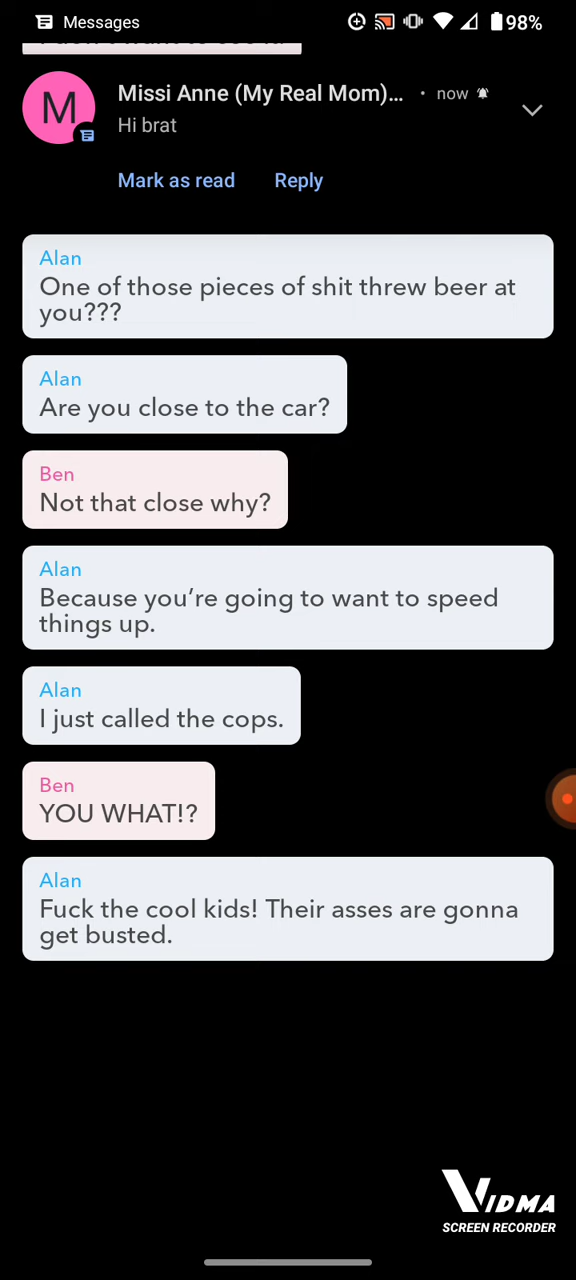 Messages
98%
M
Missi Anne (My Real Mom)... • now
Hi brat
Mark as read Reply
Alan
One of those pieces of shit threw beer at
you???
Alan
Are you close to the car?
Ben
Not that close why?
Alan
Because you’re going to want to speed
things up.
Alan
I just called the cops.
Ben
YOU WHAT!?
Alan
Fuck the cool kids! Their asses are gonna
get busted.
VIDMA
SCREEN RECORDER